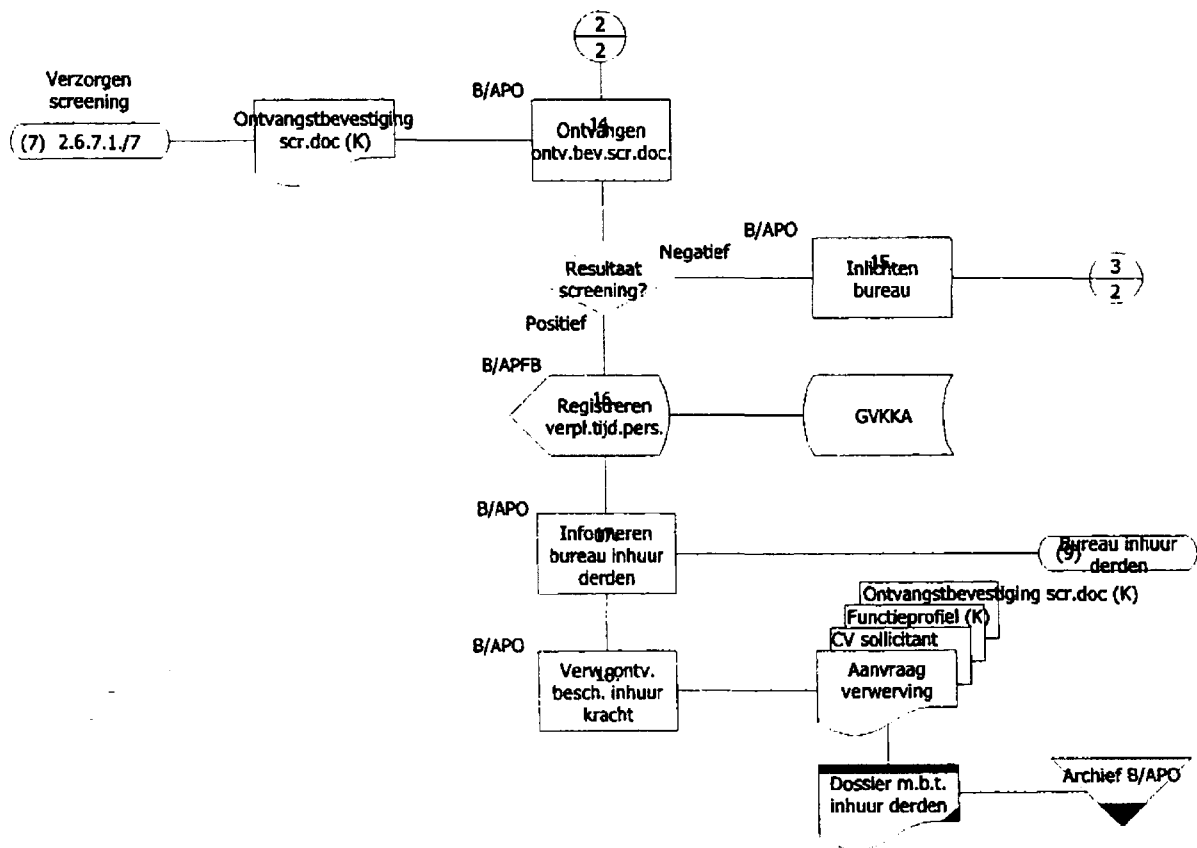 2
2
Verzorgen
screening
(7) 2.6.7.1./7
Ontvangstbevestiging
scr.doc (K)
B/APO
14.
Ontvangen
ontv.bev.scr.doc.
Resultaat
screening?
Negatief
Positief
B/APO
15.
Inlichten
bureau
3
2
B/APFB
16.
Registreren
verpl.tijd.pers.
GVKKA
B/APO
17.
Informeren
bureau inhuur
derden
(9)
Bureau inhuur
derden
B/APO
18.
Verw.ontv.
besch. inhuur
kracht
Ontvangstbevestiging scr.doc (K)
Functieprofiel (K)
CV sollicitant
Aanvraag
verwerving
Dossier m.b.t.
inhuur derden
Archief B/APO